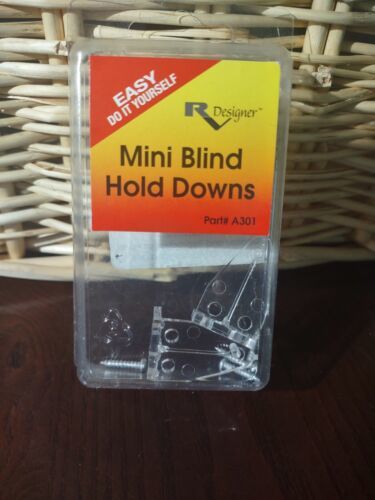 EASY
DO IT YOURSELF
RV Designer™
Mini Blind
Hold Downs
Part# A301